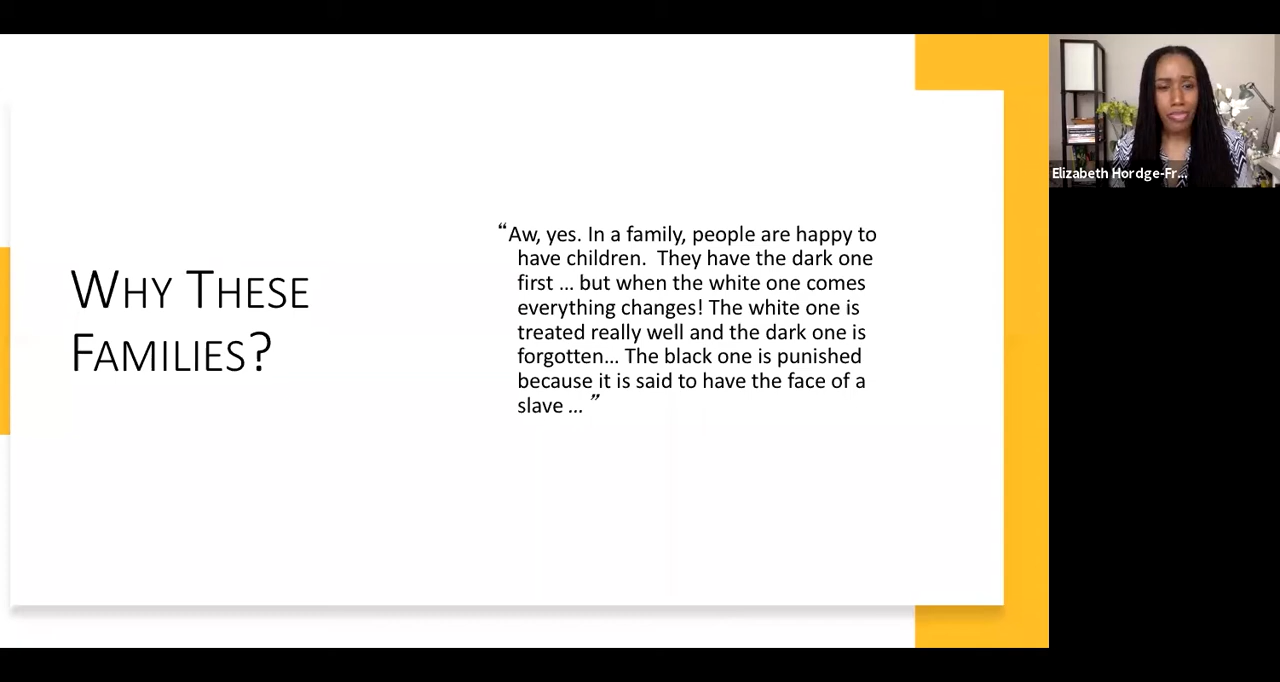 WHY THESE
FAMILIES?
“Aw, yes. In a family, people are happy to
have children. They have the dark one
first ... but when the white one comes
everything changes! The white one is
treated really well and the dark one is
forgotten... The black one is punished
because it is said to have the face of a
slave ... ”
Elizabeth Hordge-Fr...